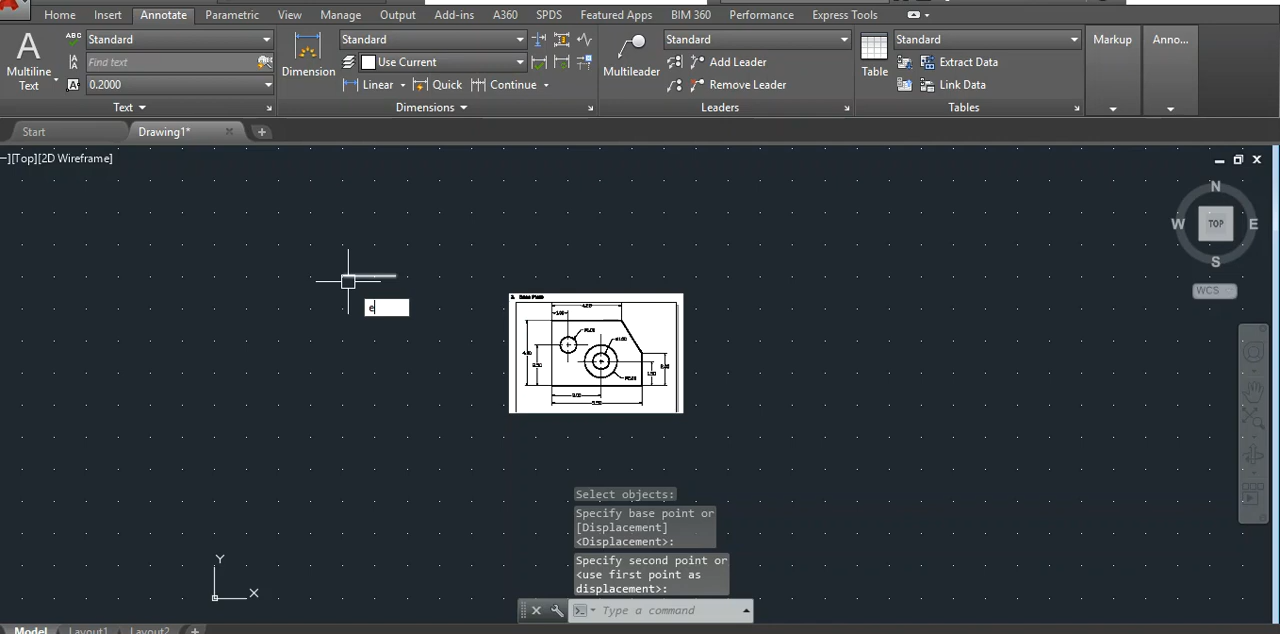 Home Insert Annotate Parametric View Manage Output Add-ins A360 SPDS Featured Apps BIM 360 Performance Express Tools
A
Multiline
Text
ABC Standard
Find text
0.2000
Text
Dimension
Standard
Use Current
Linear Quick Continue
Dimensions
Multileader
Standard
Add Leader
Remove Leader
Leaders
Table
Standard
Extract Data
Link Data
Tables
Markup
Anno...
Start Drawing1*
][Top][2D Wireframe]
N
W TOP E
S
WCS
e
Select objects:
Specify base point or
[Displacement]
<Displacement>:
Specify second point or
<use first point as
displacement>:
Y
X
Type a command
Model Layout1 Layout2